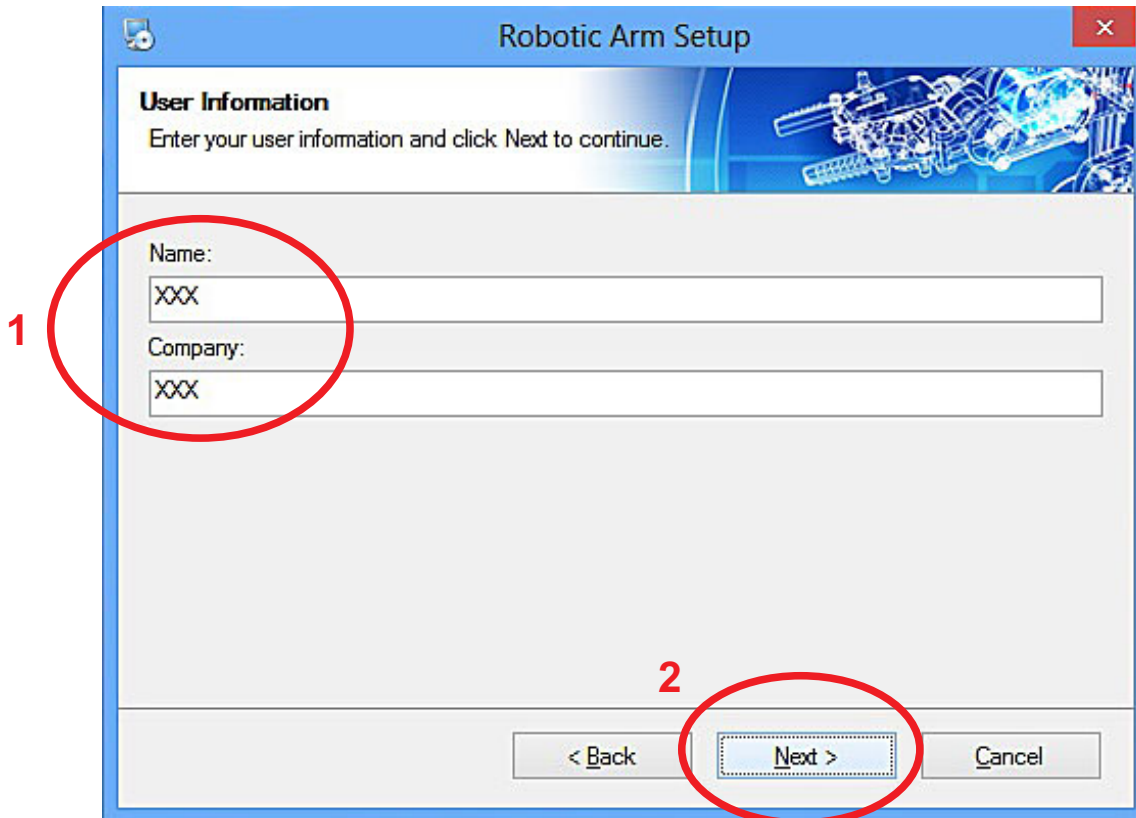 Robotic Arm Setup
User Information
Enter your user information and click Next to continue.
Name:
XXX
1
Company:
XXX
2
< Back
Next >
Cancel